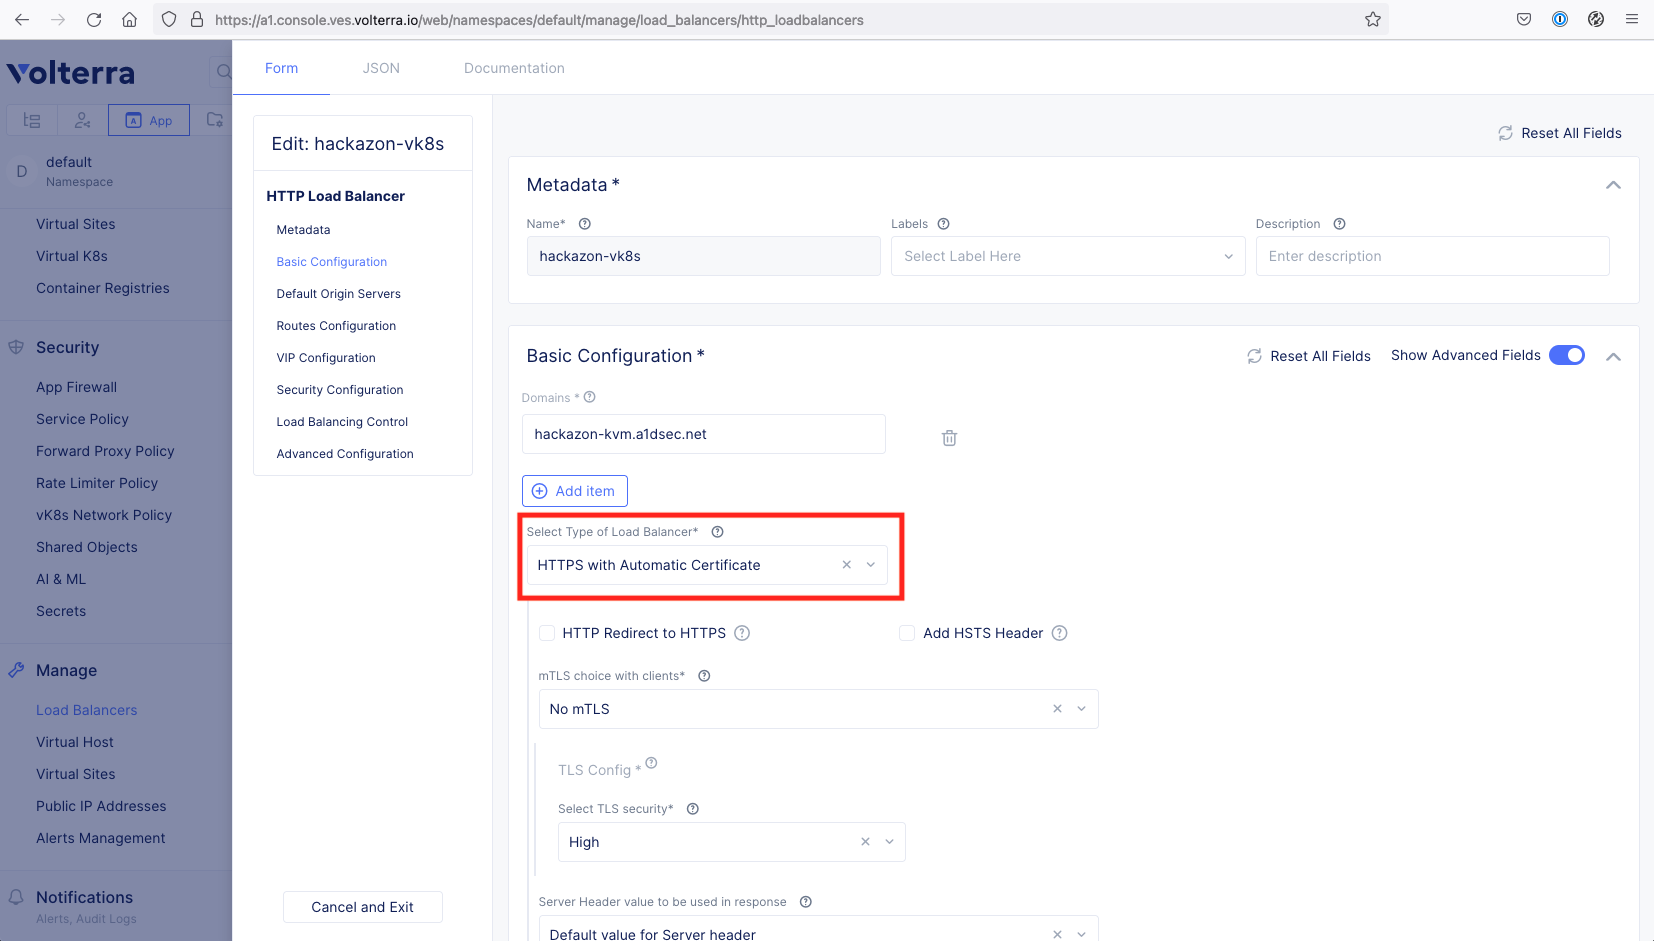 https://a1.console.ves.volterra.io/web/namespaces/default/manage/load_balancers/http_loadbalancers
Volterra
Form
JSON
Documentation
App
D
default
Namespace
Virtual Sites
Virtual K8s
Container Registries
Security
App Firewall
Service Policy
Forward Proxy Policy
Rate Limiter Policy
vK8s Network Policy
Shared Objects
AI & ML
Secrets
Manage
Load Balancers
Virtual Host
Virtual Sites
Public IP Addresses
Alerts Management
Notifications
Alerts, Audit Logs
Edit: hackazon-vk8s
HTTP Load Balancer
Metadata
Basic Configuration
Default Origin Servers
Routes Configuration
VIP Configuration
Security Configuration
Load Balancing Control
Advanced Configuration
Cancel and Exit
Reset All Fields
Metadata *
Name*
Labels
Description
hackazon-vk8s
Select Label Here
Enter description
Basic Configuration *
Reset All Fields
Show Advanced Fields
Domains *
hackazon-kvm.a1dsec.net
Add item
Select Type of Load Balancer*
HTTPS with Automatic Certificate
HTTP Redirect to HTTPS
Add HSTS Header
mTLS choice with clients*
No mTLS
TLS Config *
Select TLS security*
High
Server Header value to be used in response
Default value for Server header